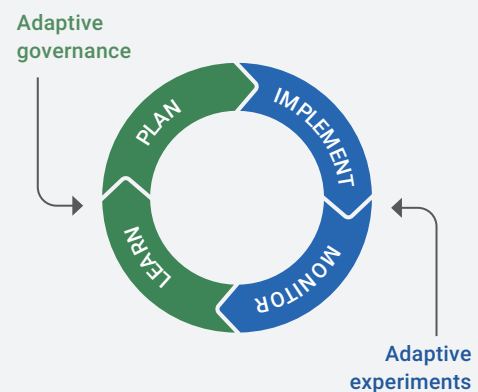 Adaptive
governance
PLAN
IMPLEMENT
LEARN
MONITOR
Adaptive
experiments